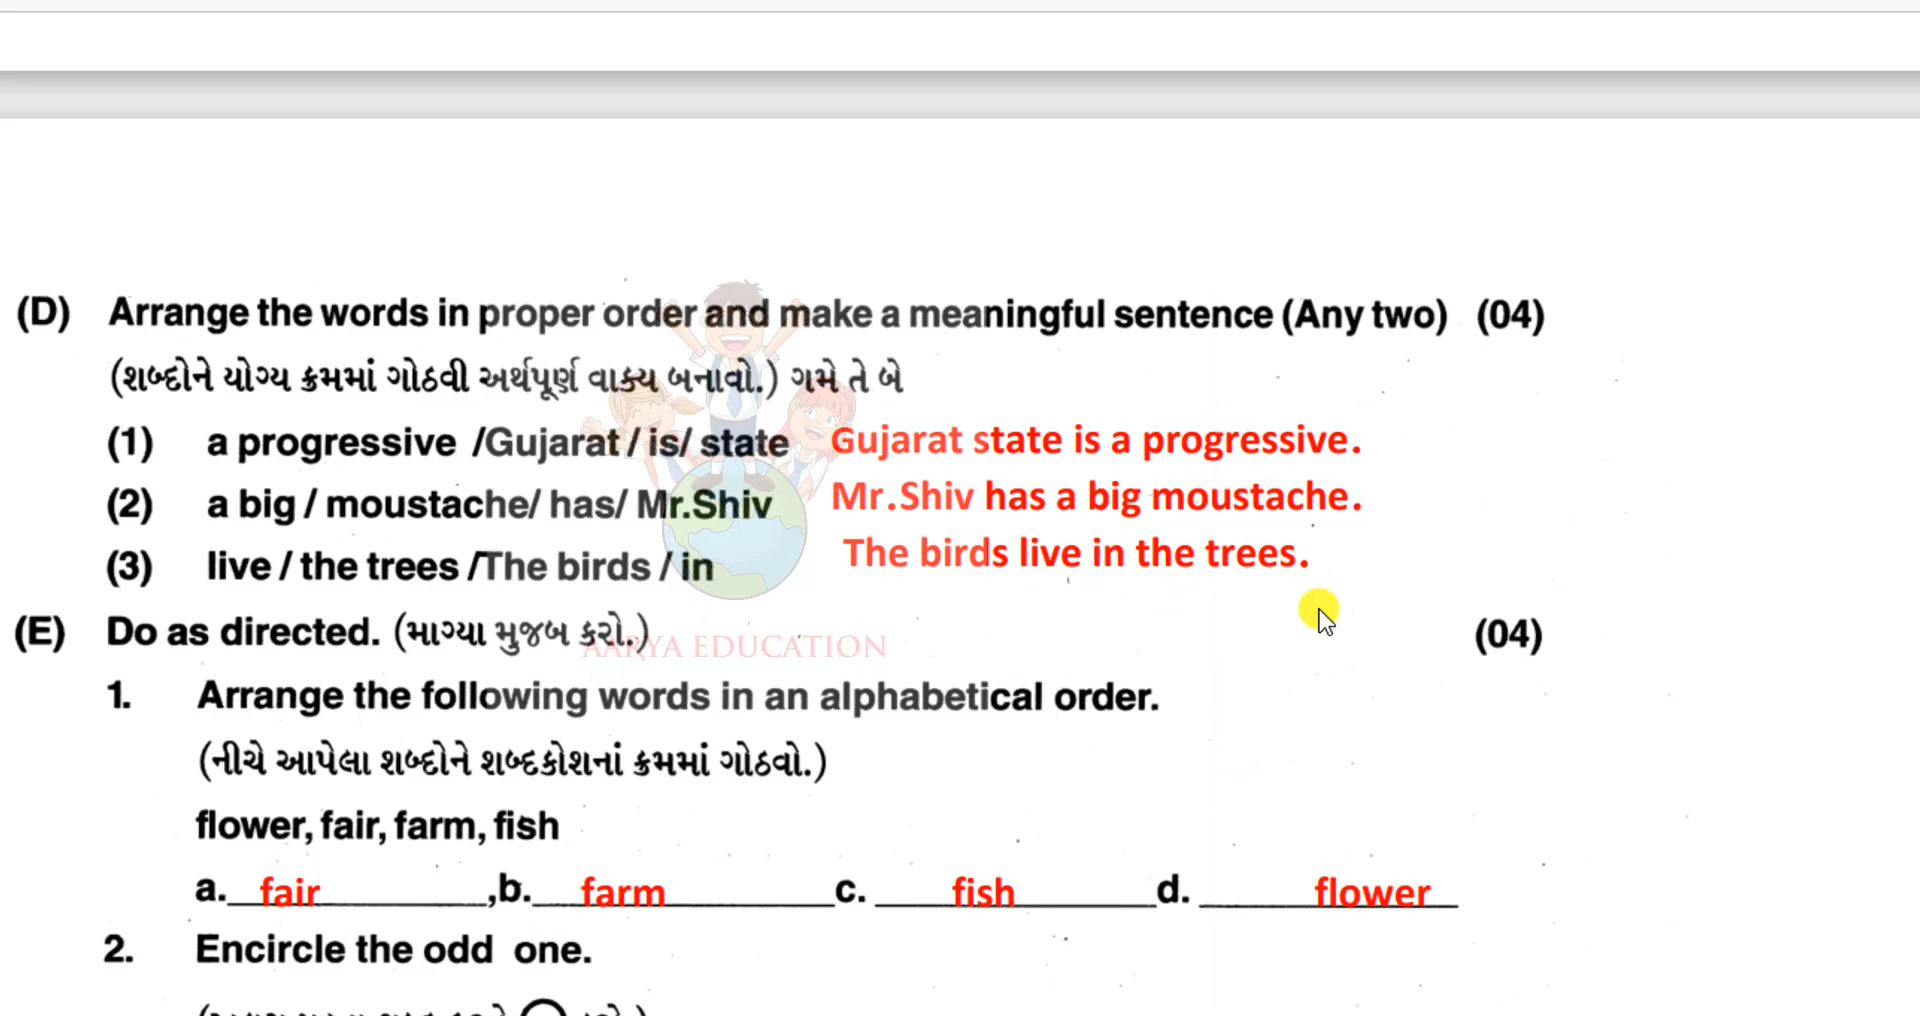 (D) Arrange the words in proper order and make a meaningful sentence (Any two) (04)
(શબ્દોને યોગ્ય ક્રમમાં ગોઠવી અર્થપૂર્ણ વાક્ય બનાવો.) ગમે તે બે
(1) a progressive /Gujarat / is/ state Gujarat state is a progressive.
(2) a big / moustache/ has/ Mr.Shiv Mr.Shiv has a big moustache.
(3) live / the trees /The birds / in The birds live in the trees.
(E) Do as directed. (માગ્યા મુજબ કરો.) (04)
AARYA EDUCATION
1. Arrange the following words in an alphabetical order.
(નીચે આપેલા શબ્દોને શબ્દકોશનાં ક્રમમાં ગોઠવો.)
flower, fair, farm, fish
a. fair ,b. farm c. fish d. flower
2. Encircle the odd one.